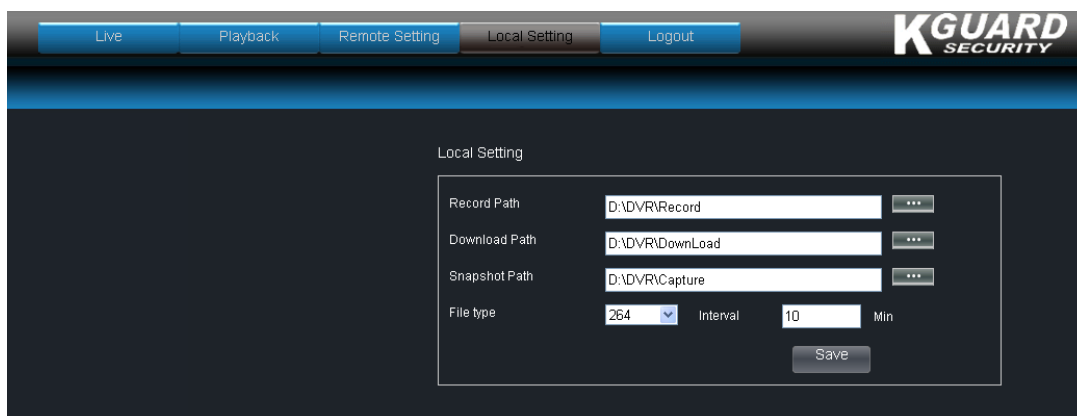 Live Playback Remote Setting Local Setting Logout KGUARD
SECURITY
Local Setting
Record Path D:\DVR\Record ...
Download Path D:\DVR\DownLoad ...
Snapshot Path D:\DVR\Capture ...
File type 264 Interval 10 Min
Save